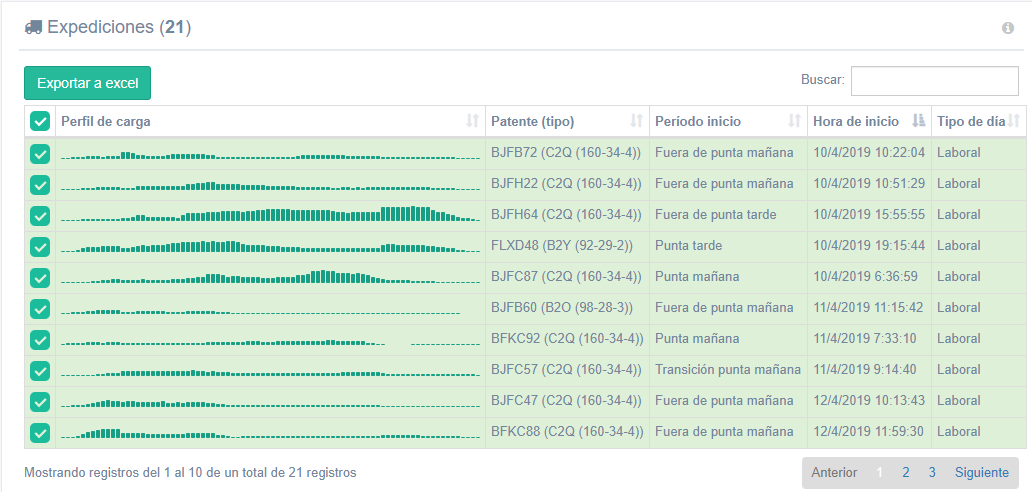 Expediciones (21)
Exportar a excel
Buscar:
Perfil de carga Patente (tipo) Período inicio Hora de inicio Tipo de día
BJFB72 (C2Q (160-34-4)) Fuera de punta mañana 10/4/2019 10:22:04 Laboral
BJFH22 (C2Q (160-34-4)) Fuera de punta mañana 10/4/2019 10:51:29 Laboral
BJFH64 (C2Q (160-34-4)) Fuera de punta tarde 10/4/2019 15:55:55 Laboral
FLXD48 (B2Y (92-29-2)) Punta tarde 10/4/2019 19:15:44 Laboral
BJFC87 (C2Q (160-34-4)) Punta mañana 10/4/2019 6:36:59 Laboral
BJFB60 (B2O (98-28-3)) Fuera de punta mañana 11/4/2019 11:15:42 Laboral
BFKC92 (C2Q (160-34-4)) Punta mañana 11/4/2019 7:33:10 Laboral
BJFC57 (C2Q (160-34-4)) Transición punta mañana 11/4/2019 9:14:40 Laboral
BJFC47 (C2Q (160-34-4)) Fuera de punta mañana 12/4/2019 10:13:43 Laboral
BFKC88 (C2Q (160-34-4)) Fuera de punta mañana 12/4/2019 11:59:30 Laboral
Mostrando registros del 1 al 10 de un total de 21 registros
Anterior 1 2 3 Siguiente